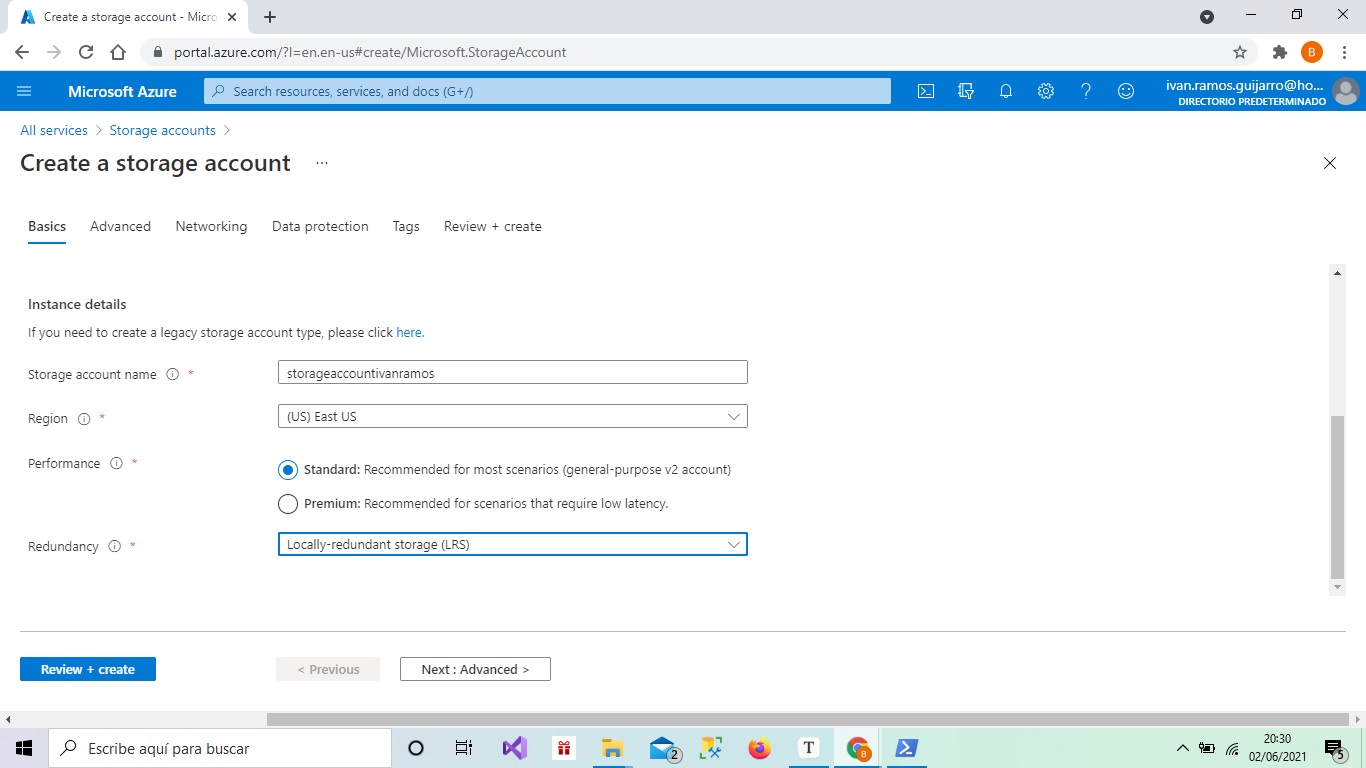 Create a storage account - Micro
portal.azure.com/?l=en.en-us#create/Microsoft.StorageAccount
B
Microsoft Azure
Search resources, services, and docs (G+/)
ivan.ramos.guijarro@ho...
DIRECTORIO PREDETERMINADO
All services > Storage accounts >
Create a storage account ...
Basics Advanced Networking Data protection Tags Review + create
Instance details
If you need to create a legacy storage account type, please click here.
Storage account name * storageaccountivanramos
Region * (US) East US
Performance * Standard: Recommended for most scenarios (general-purpose v2 account)
Premium: Recommended for scenarios that require low latency.
Redundancy * Locally-redundant storage (LRS)
Review + create < Previous Next : Advanced >
Escribe aquí para buscar
2
T
B
20:30
02/06/2021
5